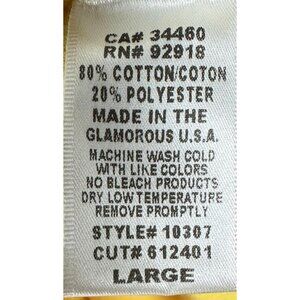 CA# 34460
RN# 92918
80% COTTON/COTON
20% POLYESTER
MADE IN THE
GLAMOROUS U.S.A.
MACHINE WASH COLD
WITH LIKE COLORS
NO BLEACH PRODUCTS
DRY LOW TEMPERATURE
REMOVE PROMPTLY
STYLE# 10307
CUT# 612401
LARGE